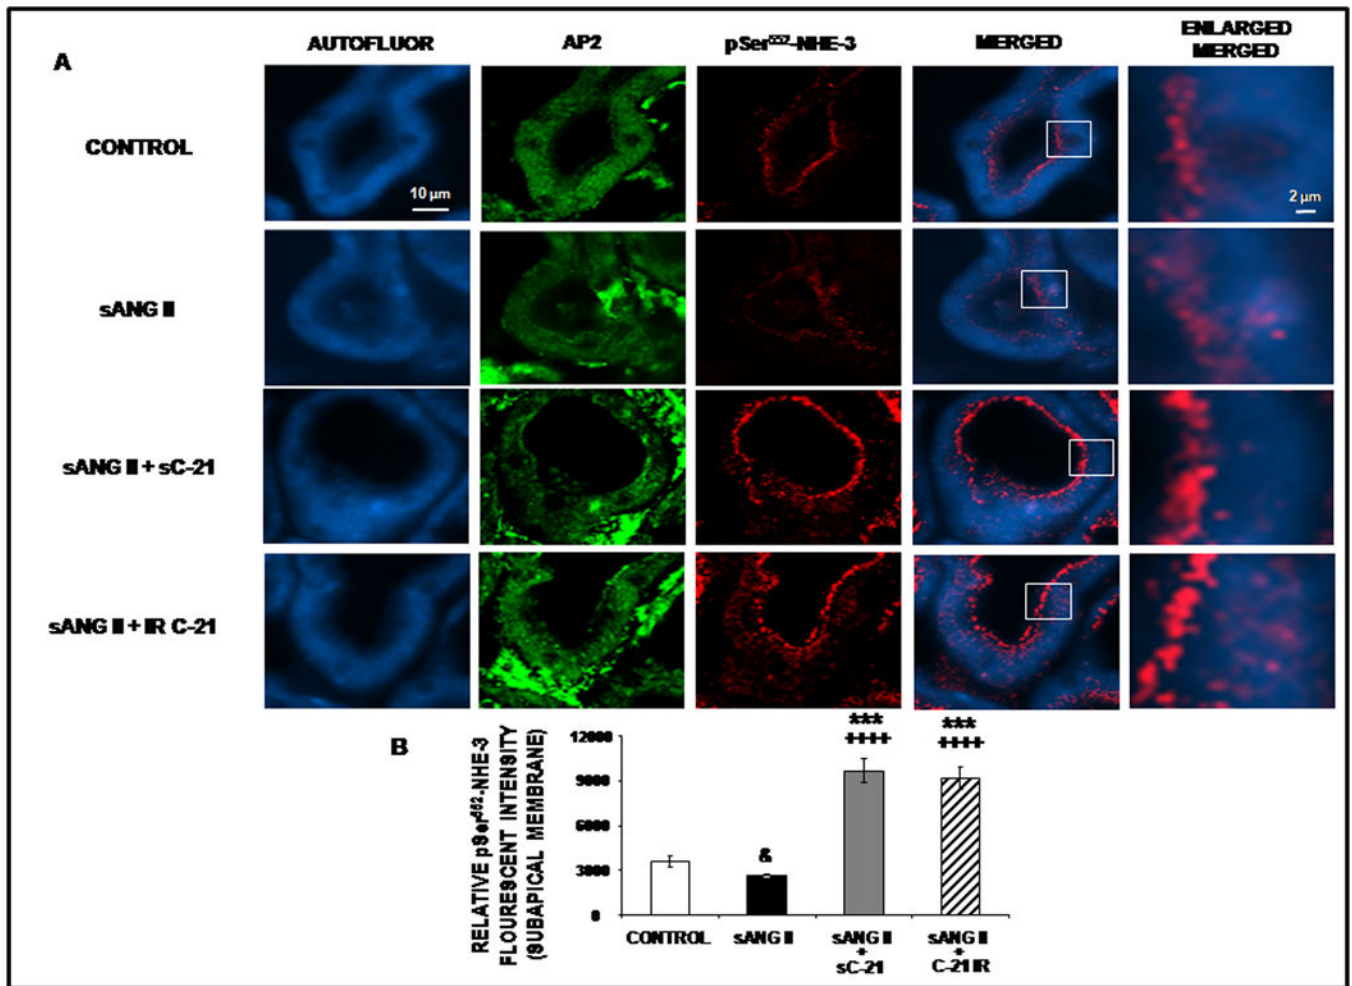 AUTOFLUOR AP2 pSer⁵⁵²-NHE-3 MERGED ENLARGED MERGED
A
CONTROL
10 µm
2 µm
sANG II
sANG II + sC-21
sANG II + IR C-21
B
RELATIVE pSer⁵⁵²-NHE-3
FLOURESCENT INTENSITY
(SUBAPICAL MEMBRANE)
12000
9000
6000
3000
0
&
***
++++
***
++++
CONTROL
sANG II
sANG II
+
sC-21
sANG II
+
C-21 IR